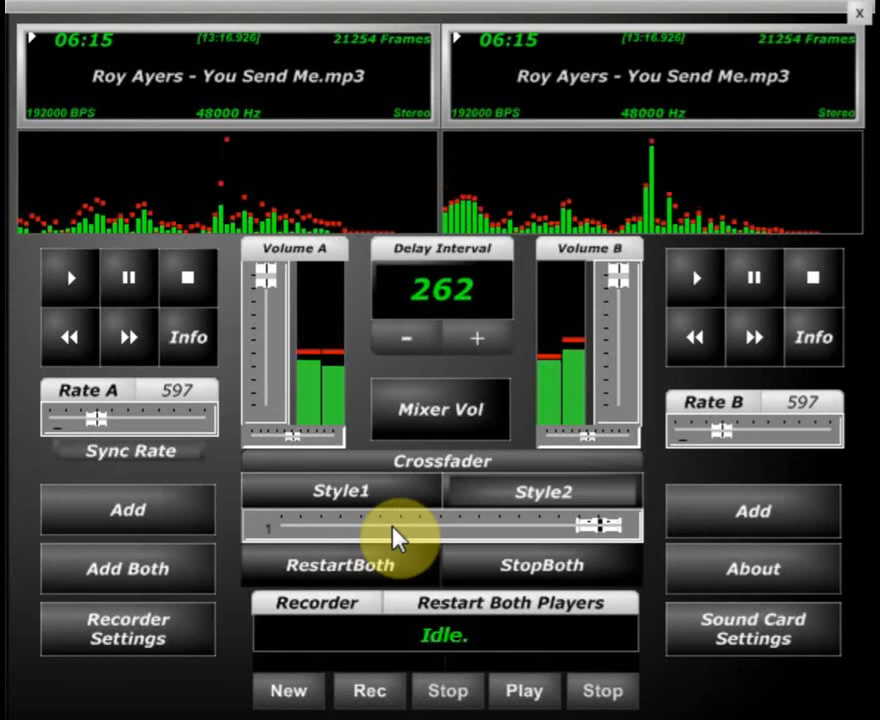 x
06:15 [13:16.926] 21254 Frames
Roy Ayers - You Send Me.mp3
192000 BPS 48000 Hz Stereo
06:15 [13:16.926] 21254 Frames
Roy Ayers - You Send Me.mp3
192000 BPS 48000 Hz Stereo
Volume A
Delay Interval
Volume B
262
- +
Info
Info
Rate A 597
Mixer Vol
Rate B 597
Sync Rate
Crossfader
Style1 Style2
1
Add
Add
RestartBoth StopBoth
Add Both
About
Recorder Restart Both Players
Recorder
Settings
Idle.
Sound Card
Settings
New Rec Stop Play Stop